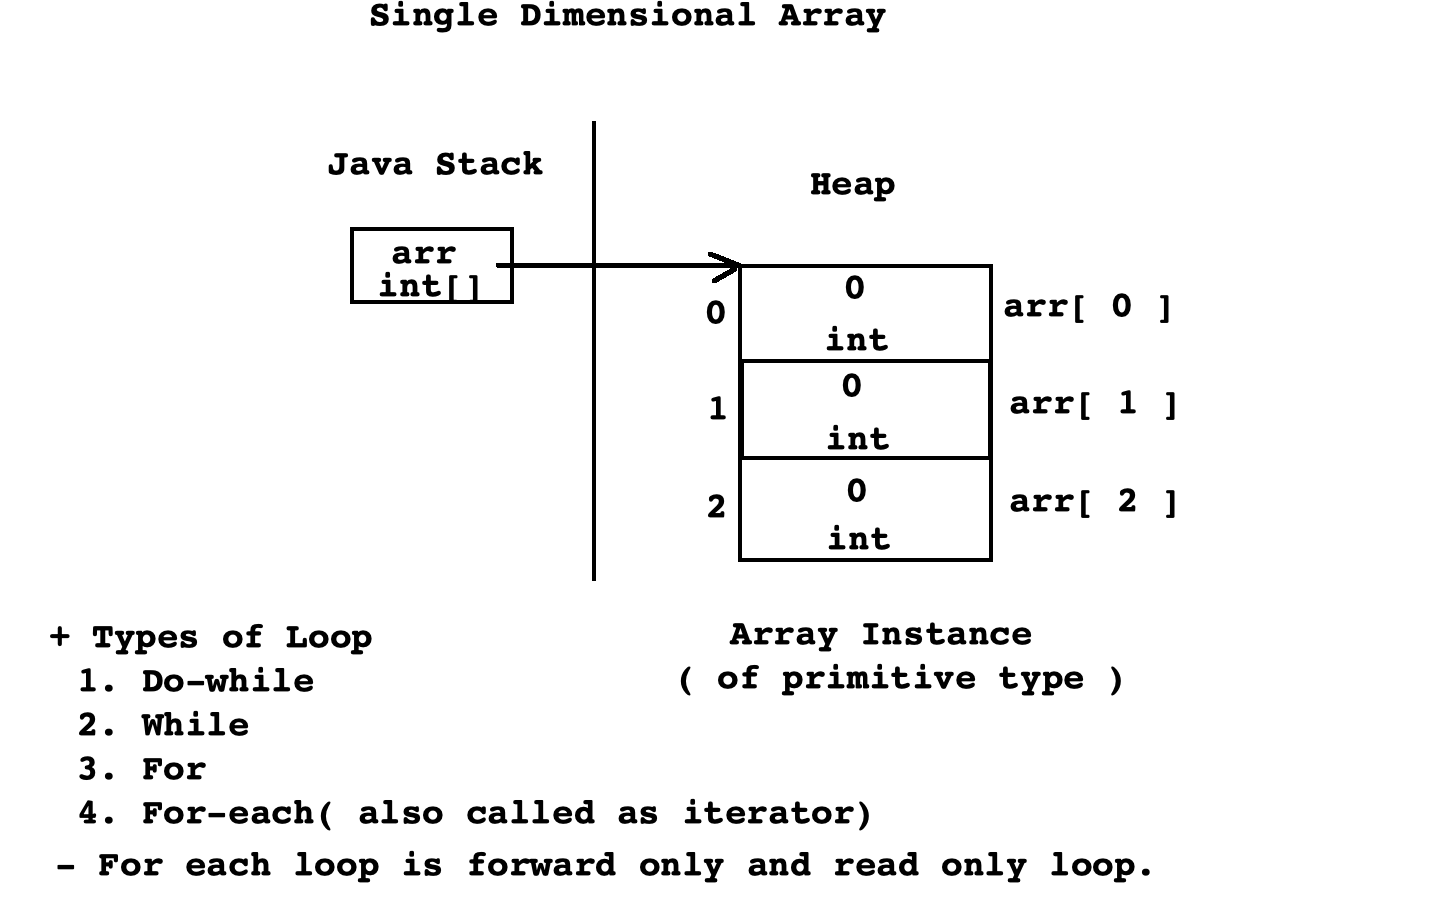 Single Dimensional Array
Java Stack
Heap
arr
int[]
0
0
int
arr[ 0 ]
1
0
int
arr[ 1 ]
2
0
int
arr[ 2 ]
+ Types of Loop
1. Do-while
2. While
3. For
4. For-each( also called as iterator)
- For each loop is forward only and read only loop.
Array Instance
( of primitive type )